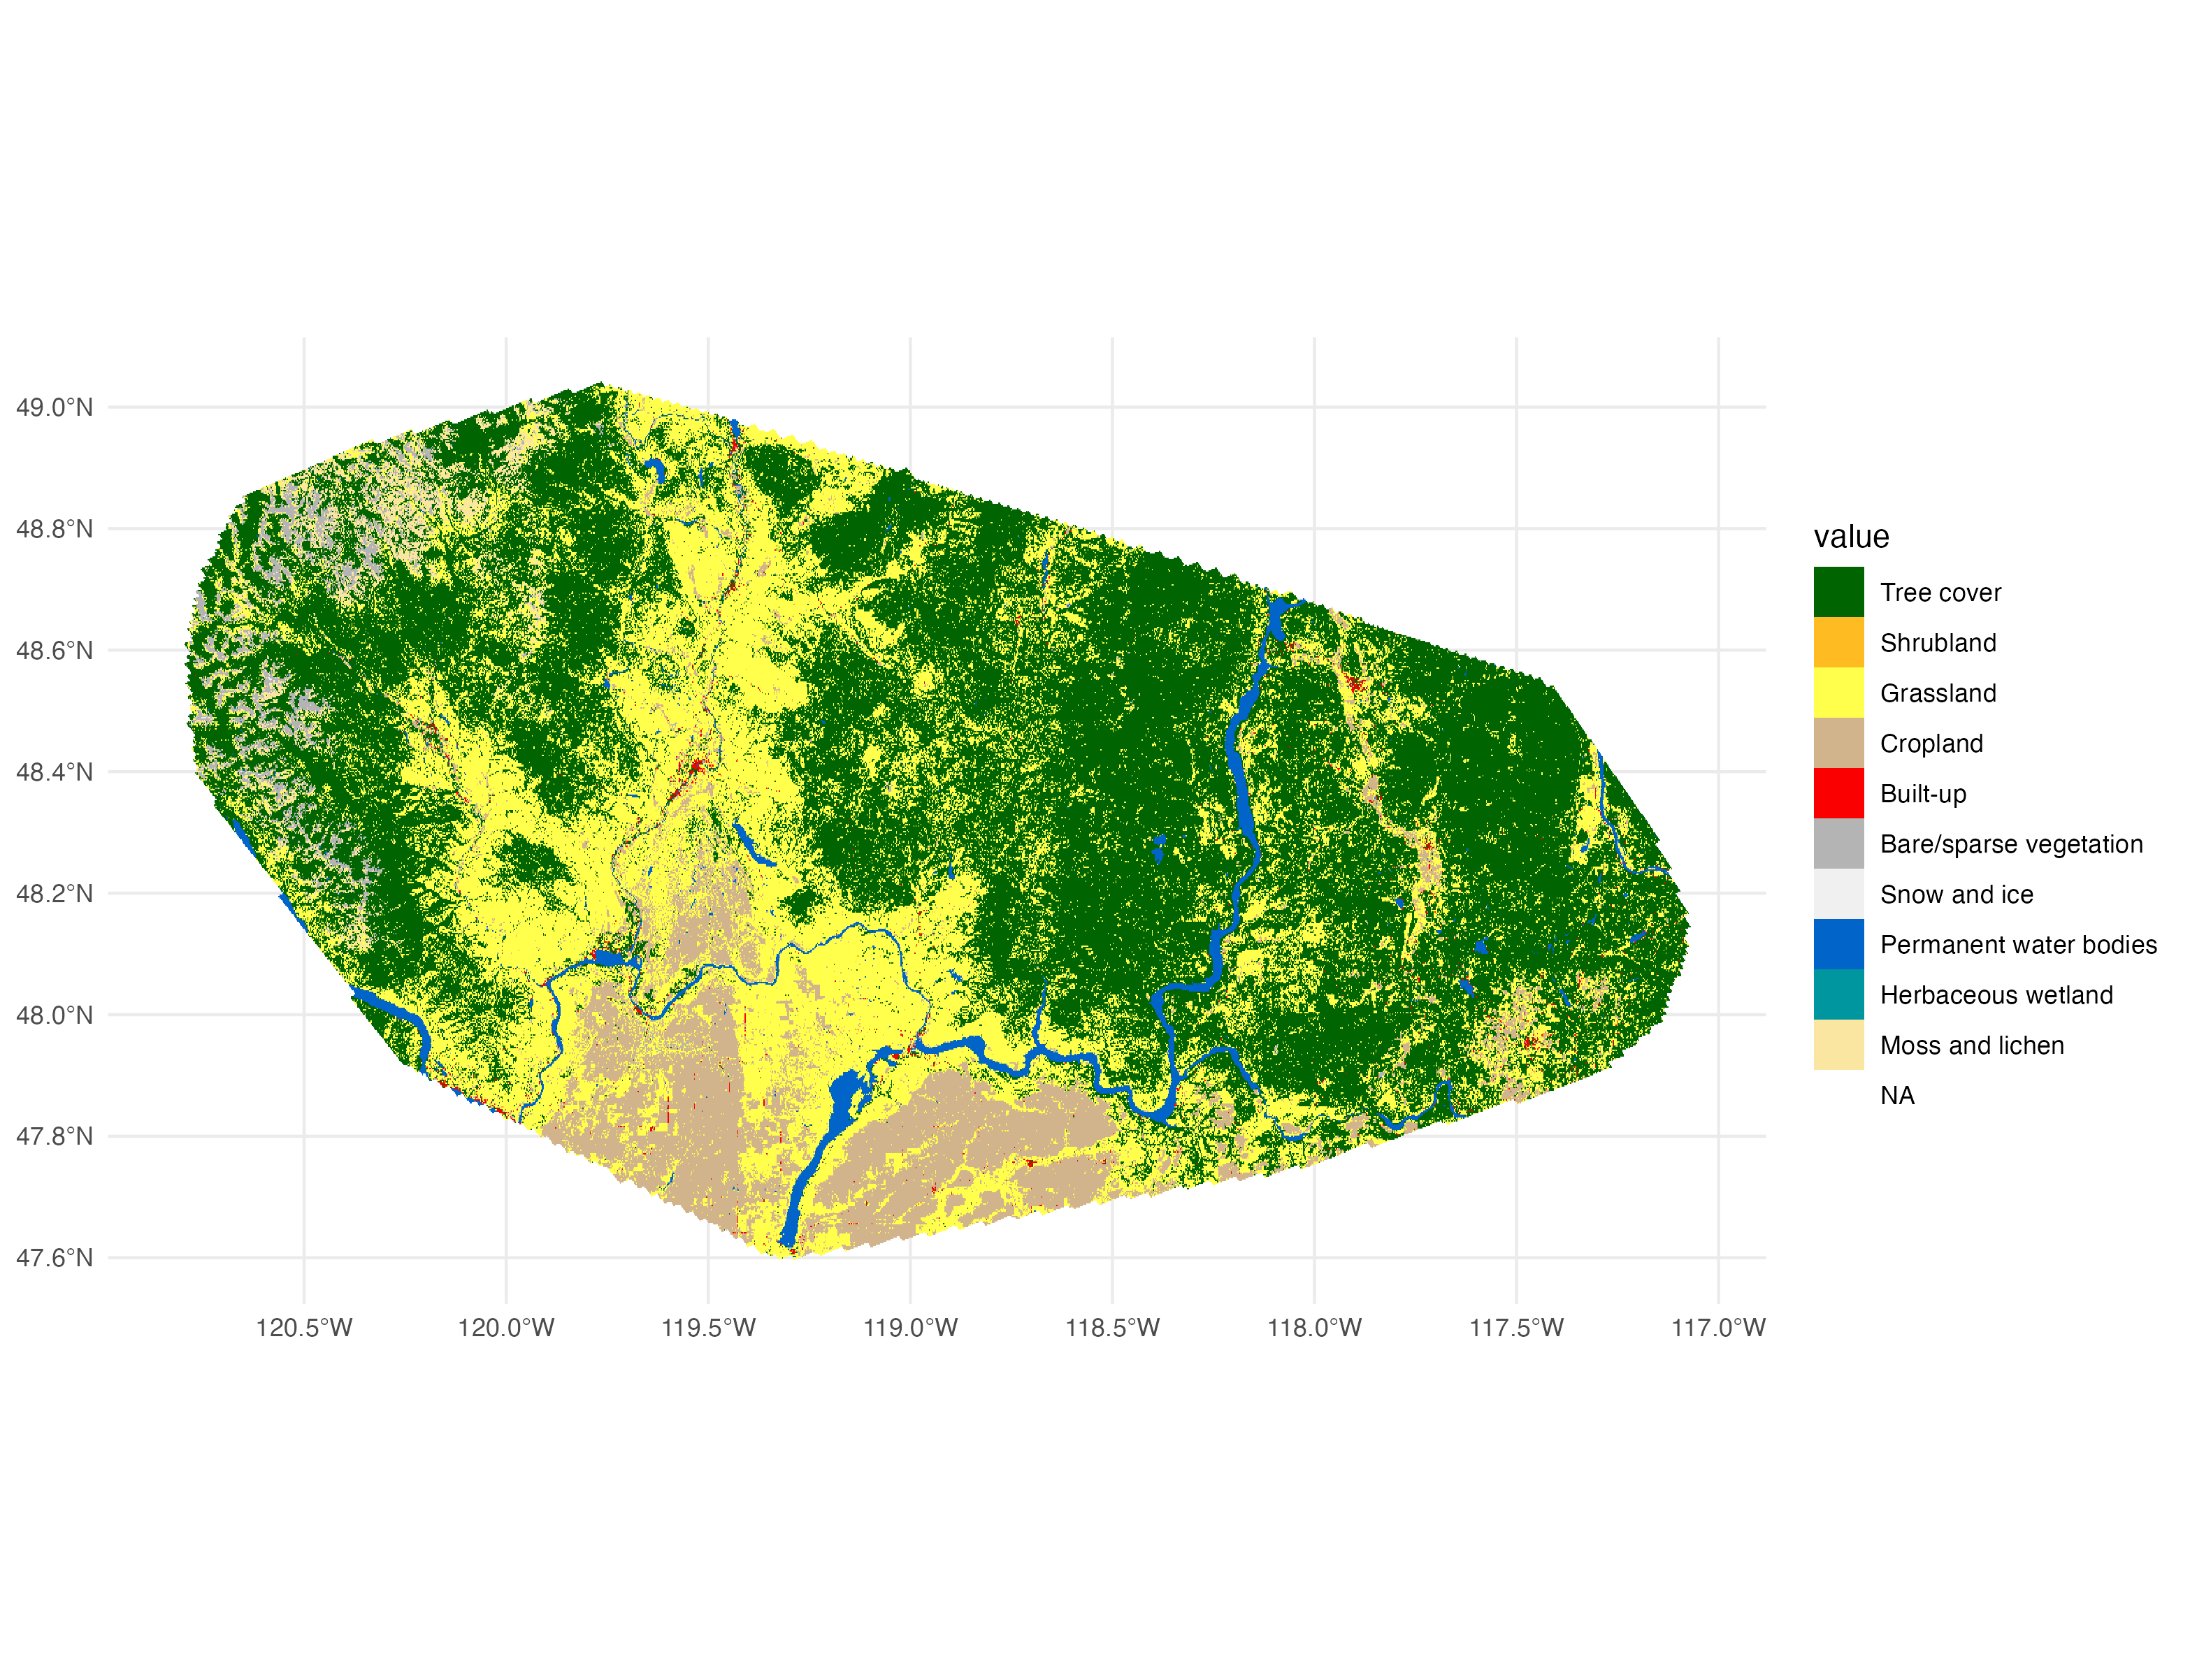 49.0°N
48.8°N
48.6°N
48.4°N
48.2°N
48.0°N
47.8°N
47.6°N
120.5°W 120.0°W 119.5°W 119.0°W 118.5°W 118.0°W 117.5°W 117.0°W
value
Tree cover
Shrubland
Grassland
Cropland
Built-up
Bare/sparse vegetation
Snow and ice
Permanent water bodies
Herbaceous wetland
Moss and lichen
NA